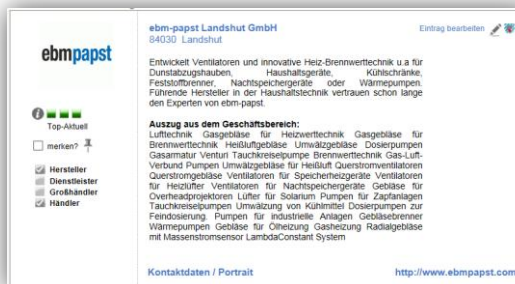 ebm-papst Landshut GmbH
84030 Landshut
Eintrag bearbeiten
ebmpapst
Entwickelt Ventilatoren und innovative Heiz-Brennwerttechnik u.a für
Dunstabzugshauben, Haushaltsgeräte, Kühlschränke,
Feststoffbrenner, Nachtspeichergeräte oder Wärmepumpen.
Führende Hersteller in der Haushaltstechnik vertrauen schon lange
den Experten von ebm-papst.
Top-Aktuell
merken?
Hersteller
Dienstleister
Großhändler
Händler
Auszug aus dem Geschäftsbereich:
Lufttechnik Gasgebläse für Heizwerttechnik Gasgebläse für
Brennwerttechnik Heißluftgebläse Umwälzgebläse Dosierpumpen
Gasarmatur Venturi Tauchkreiselpumpe Brennwerttechnik Gas-Luft-
Verbund Pumpen Umwälzgebläse für Heißluft Querstromventilatoren
Querstromgebläse Ventilatoren für Speicherheizgeräte Ventilatoren
für Heizlüfter Ventilatoren für Nachtspeichergeräte Gebläse für
Overheadprojektoren Lüfter für Solarium Pumpen für Zapfanlagen
Tauchkreiselpumpen Umwälzung von Kühlmittel Dosierpumpen zur
Feindosierung. Pumpen für industrielle Anlagen Gebläsebrenner
Wärmepumpen Gebläse für Ölheizung Gasheizung Radialgebläse
mit Massenstromsensor LambdaConstant System
Kontaktdaten / Portrait
http://www.ebmpapst.com